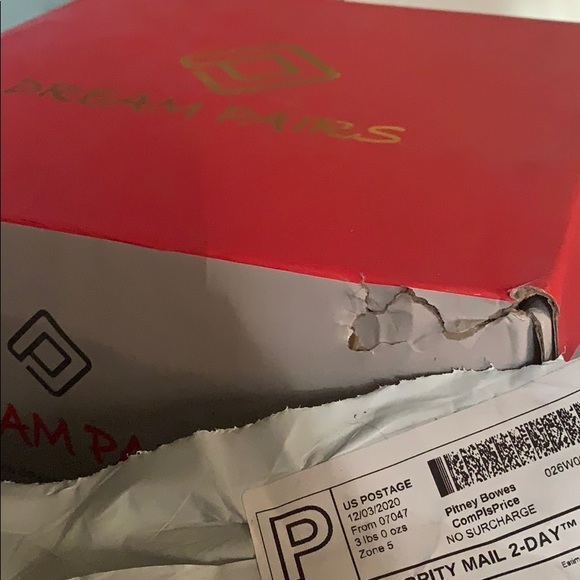 DREAM PAIRS
AM PA
P
US POSTAGE
12/03/2020
From 07047
3 lbs 0 ozs
Zone 5
Pitney Bowes
ComPlsPrice
NO SURCHARGE
026W0
ORITY MAIL 2-DAY™